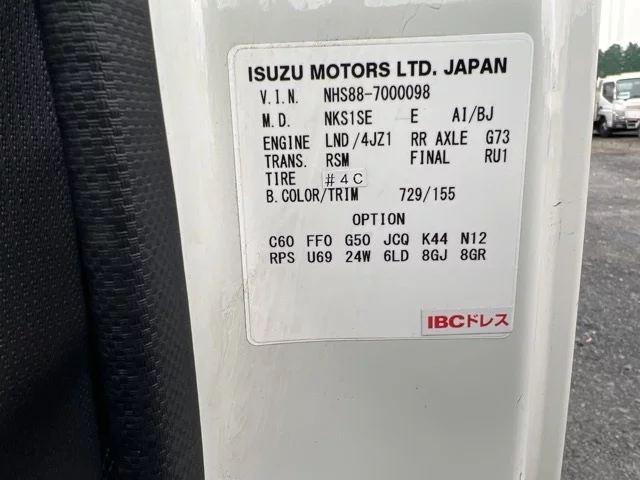 ISUZU MOTORS LTD. JAPAN
V.I.N. NHS88-7000098
M.D. NKS1SE E AI/BJ
ENGINE LND/4JZ1 RR AXLE G73
TRANS. RSM FINAL RU1
TIRE #4C
B.COLOR/TRIM 729/155
OPTION
C60 FF0 G50 JCQ K44 N12
RPS U69 24W 6LD 8GJ 8GR
IBCドレス